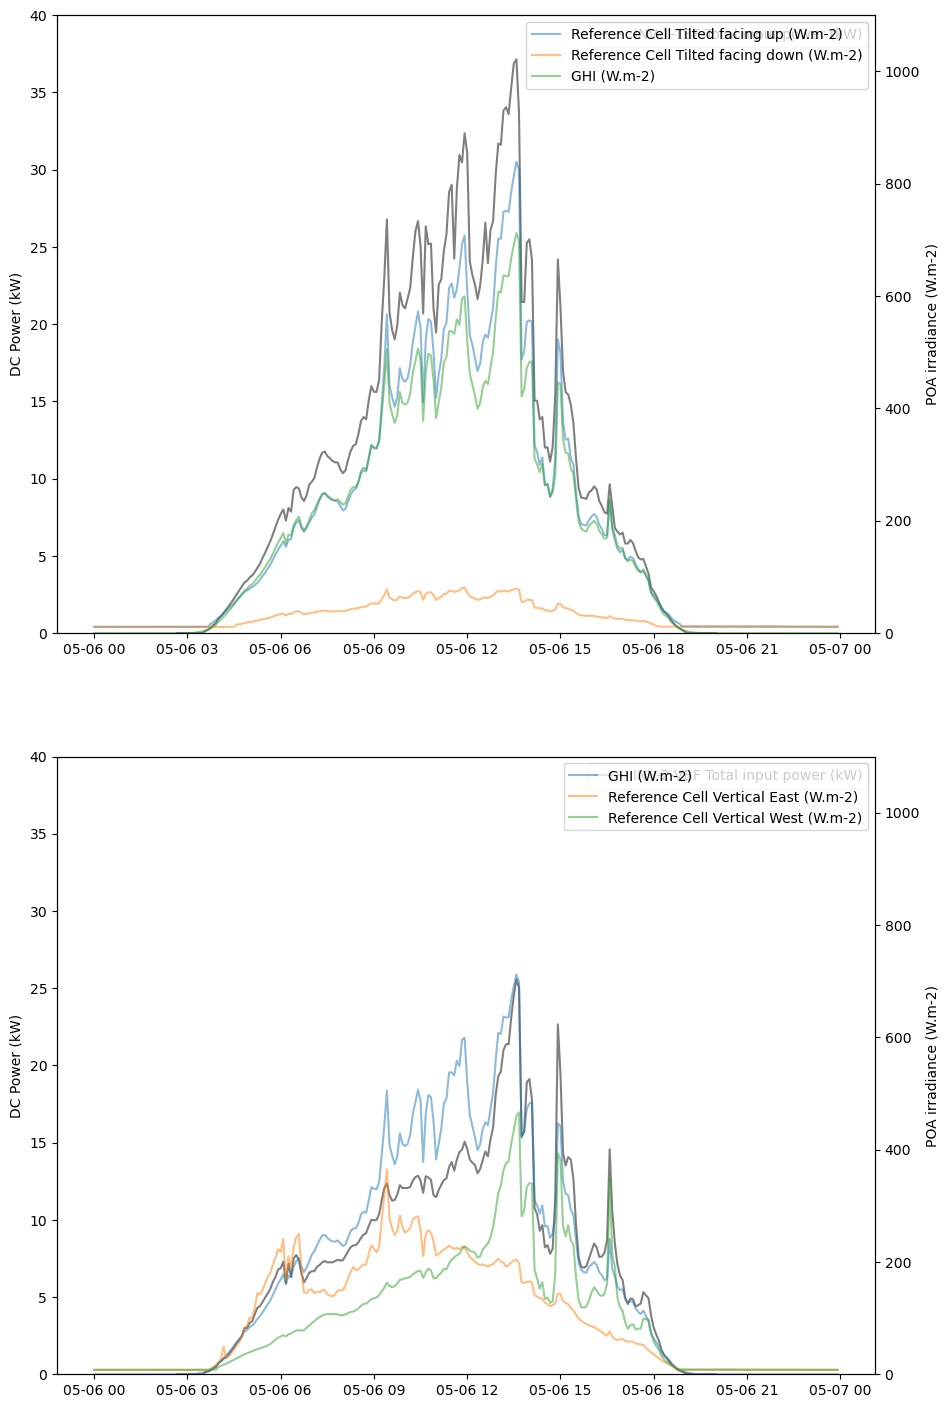 40
35
30
25
20
15
10
5
0
DC Power (kW)
Reference Cell Tilted facing up (W.m-2)
Reference Cell Tilted facing down (W.m-2)
GHI (W.m-2)
1000
800
600
400
200
0
POA irradiance (W.m-2)
05-06 00 05-06 03 05-06 06 05-06 09 05-06 12 05-06 15 05-06 18 05-06 21 05-07 00
40
35
30
25
20
15
10
5
0
DC Power (kW)
GHI (W.m-2) Total input power (kW)
Reference Cell Vertical East (W.m-2)
Reference Cell Vertical West (W.m-2)
1000
800
600
400
200
0
POA irradiance (W.m-2)
05-06 00 05-06 03 05-06 06 05-06 09 05-06 12 05-06 15 05-06 18 05-06 21 05-07 00